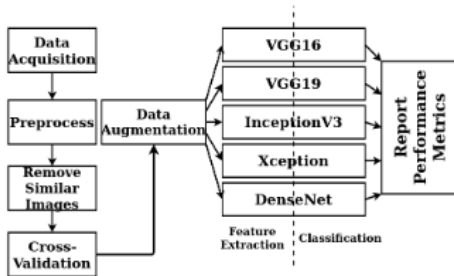 Data
Acquisition
Preprocess
Remove
Similar
Images
Cross-
Validation
Data
Augmentation
VGG16
VGG19
InceptionV3
Xception
DenseNet
Feature
Extraction
Classification
Report
Performance
Metrics